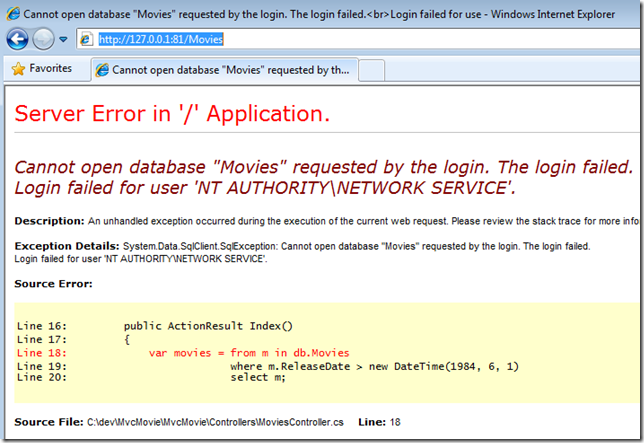 Cannot open database "Movies" requested by the login. The login failed.<br>Login failed for use - Windows Internet Explorer
http://127.0.0.1:81/Movies
Favorites
Cannot open database "Movies" requested by th...
Server Error in '/' Application.
Cannot open database "Movies" requested by the login. The login failed.
Login failed for user 'NT AUTHORITY\NETWORK SERVICE'.
Description: An unhandled exception occurred during the execution of the current web request. Please review the stack trace for more info
Exception Details: System.Data.SqlClient.SqlException: Cannot open database "Movies" requested by the login. The login failed.
Login failed for user 'NT AUTHORITY\NETWORK SERVICE'.
Source Error:
Line 16:        public ActionResult Index()
Line 17:        {
Line 18:            var movies = from m in db.Movies
Line 19:                         where m.ReleaseDate > new DateTime(1984, 6, 1)
Line 20:                         select m;
Source File: C:\dev\MvcMovie\MvcMovie\Controllers\MoviesController.cs    Line: 18